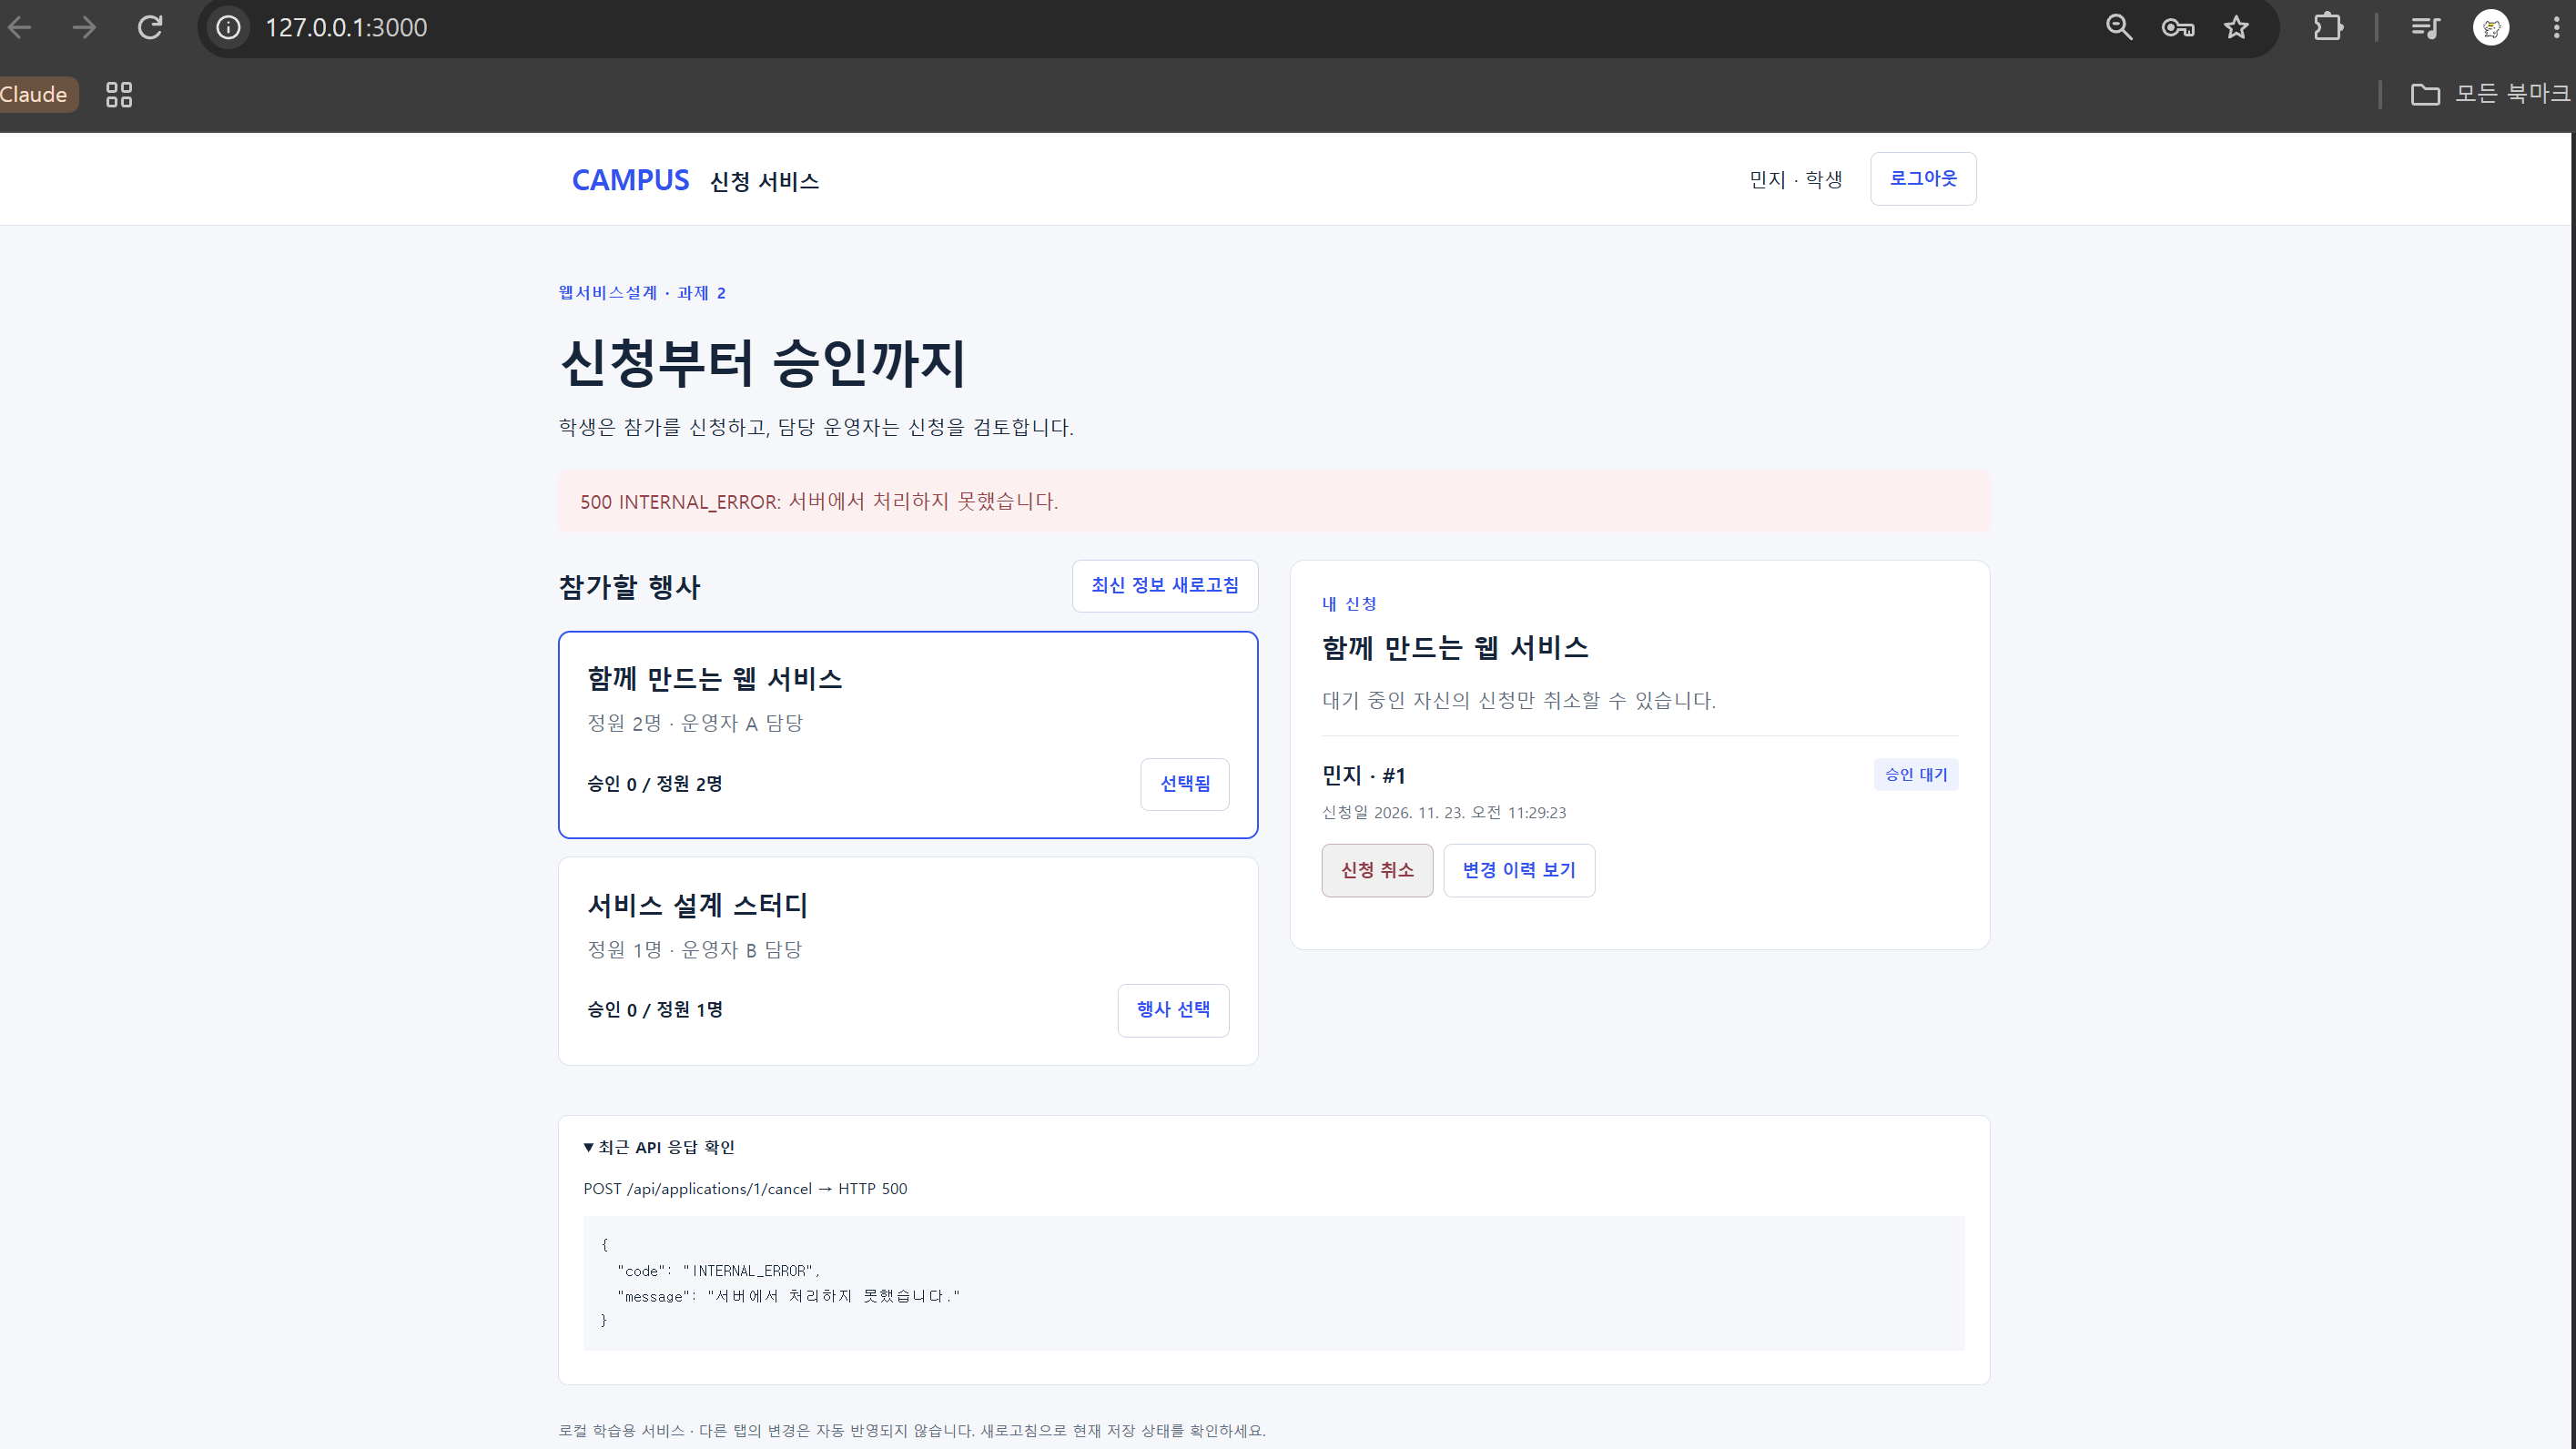 127.0.0.1:3000
Claude
모든 북마크
CAMPUS 신청 서비스
민지 · 학생
로그아웃
웹서비스설계 · 과제 2
신청부터 승인까지
학생은 참가를 신청하고, 담당 운영자는 신청을 검토합니다.
500 INTERNAL_ERROR: 서버에서 처리하지 못했습니다.
참가할 행사
최신 정보 새로고침
함께 만드는 웹 서비스
정원 2명 · 운영자 A 담당
승인 0 / 정원 2명
선택됨
서비스 설계 스터디
정원 1명 · 운영자 B 담당
승인 0 / 정원 1명
행사 선택
내 신청
함께 만드는 웹 서비스
대기 중인 자신의 신청만 취소할 수 있습니다.
민지 · #1
승인 대기
신청일 2026. 11. 23. 오전 11:29:23
신청 취소
변경 이력 보기
▼ 최근 API 응답 확인
POST /api/applications/1/cancel → HTTP 500
{
"code": "INTERNAL_ERROR",
"message": "서버에서 처리하지 못했습니다."
}
로컬 학습용 서비스 · 다른 탭의 변경은 자동 반영되지 않습니다. 새로고침으로 현재 저장 상태를 확인하세요.